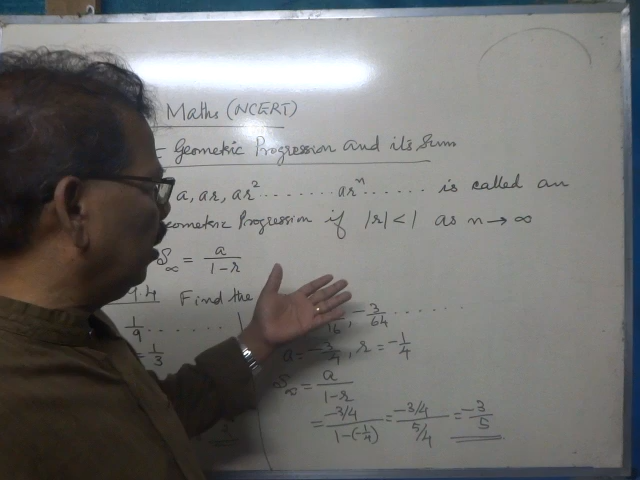 Maths (NCERT)
Geometric Progression and its Sum
a, ar, ar² ........ arⁿ ..... is called an
Geometric Progression if |r| < 1 as n → ∞
S∞ = a/(1-r)
9.4 Find the
1/9 ......
= 1/3
16, -3/64 ......
a = -3/4, r = -1/4
S∞ = a/(1-r)
= (-3/4)/(1-(-1/4)) = (-3/4)/(5/4) = -3/5